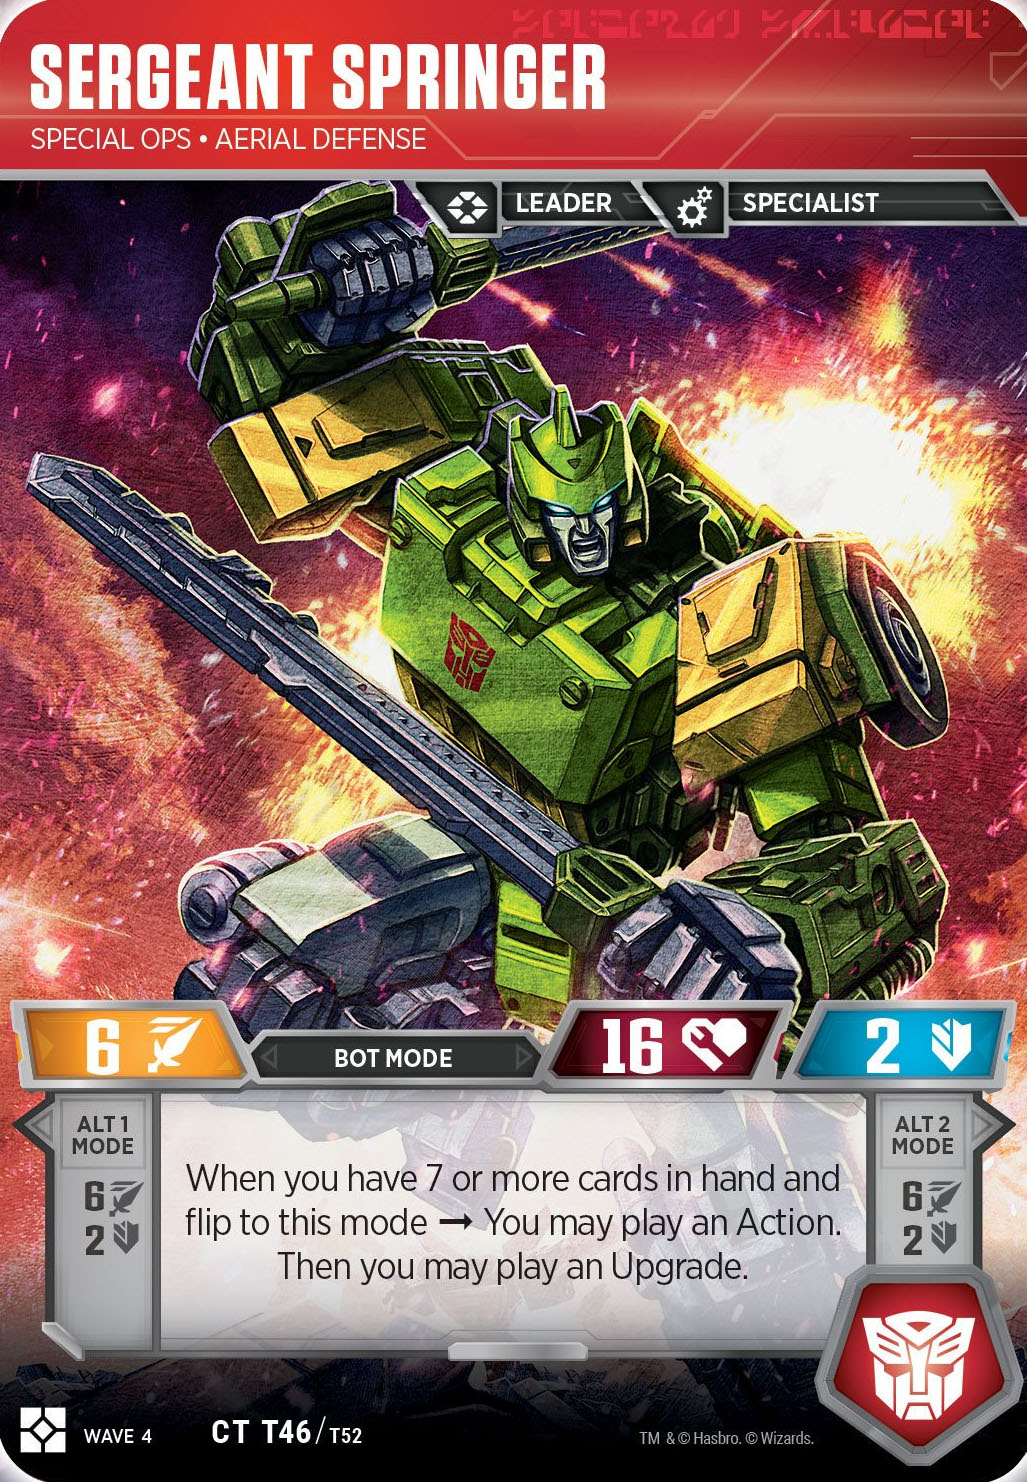 SERGEANT SPRINGER
SPECIAL OPS • AERIAL DEFENSE
LEADER
SPECIALIST
6
BOT MODE
16
2
ALT 1
MODE
6
2
When you have 7 or more cards in hand and
flip to this mode → You may play an Action.
Then you may play an Upgrade.
ALT 2
MODE
6
2
WAVE 4
CT T46/T52
TM & © Hasbro. © Wizards.